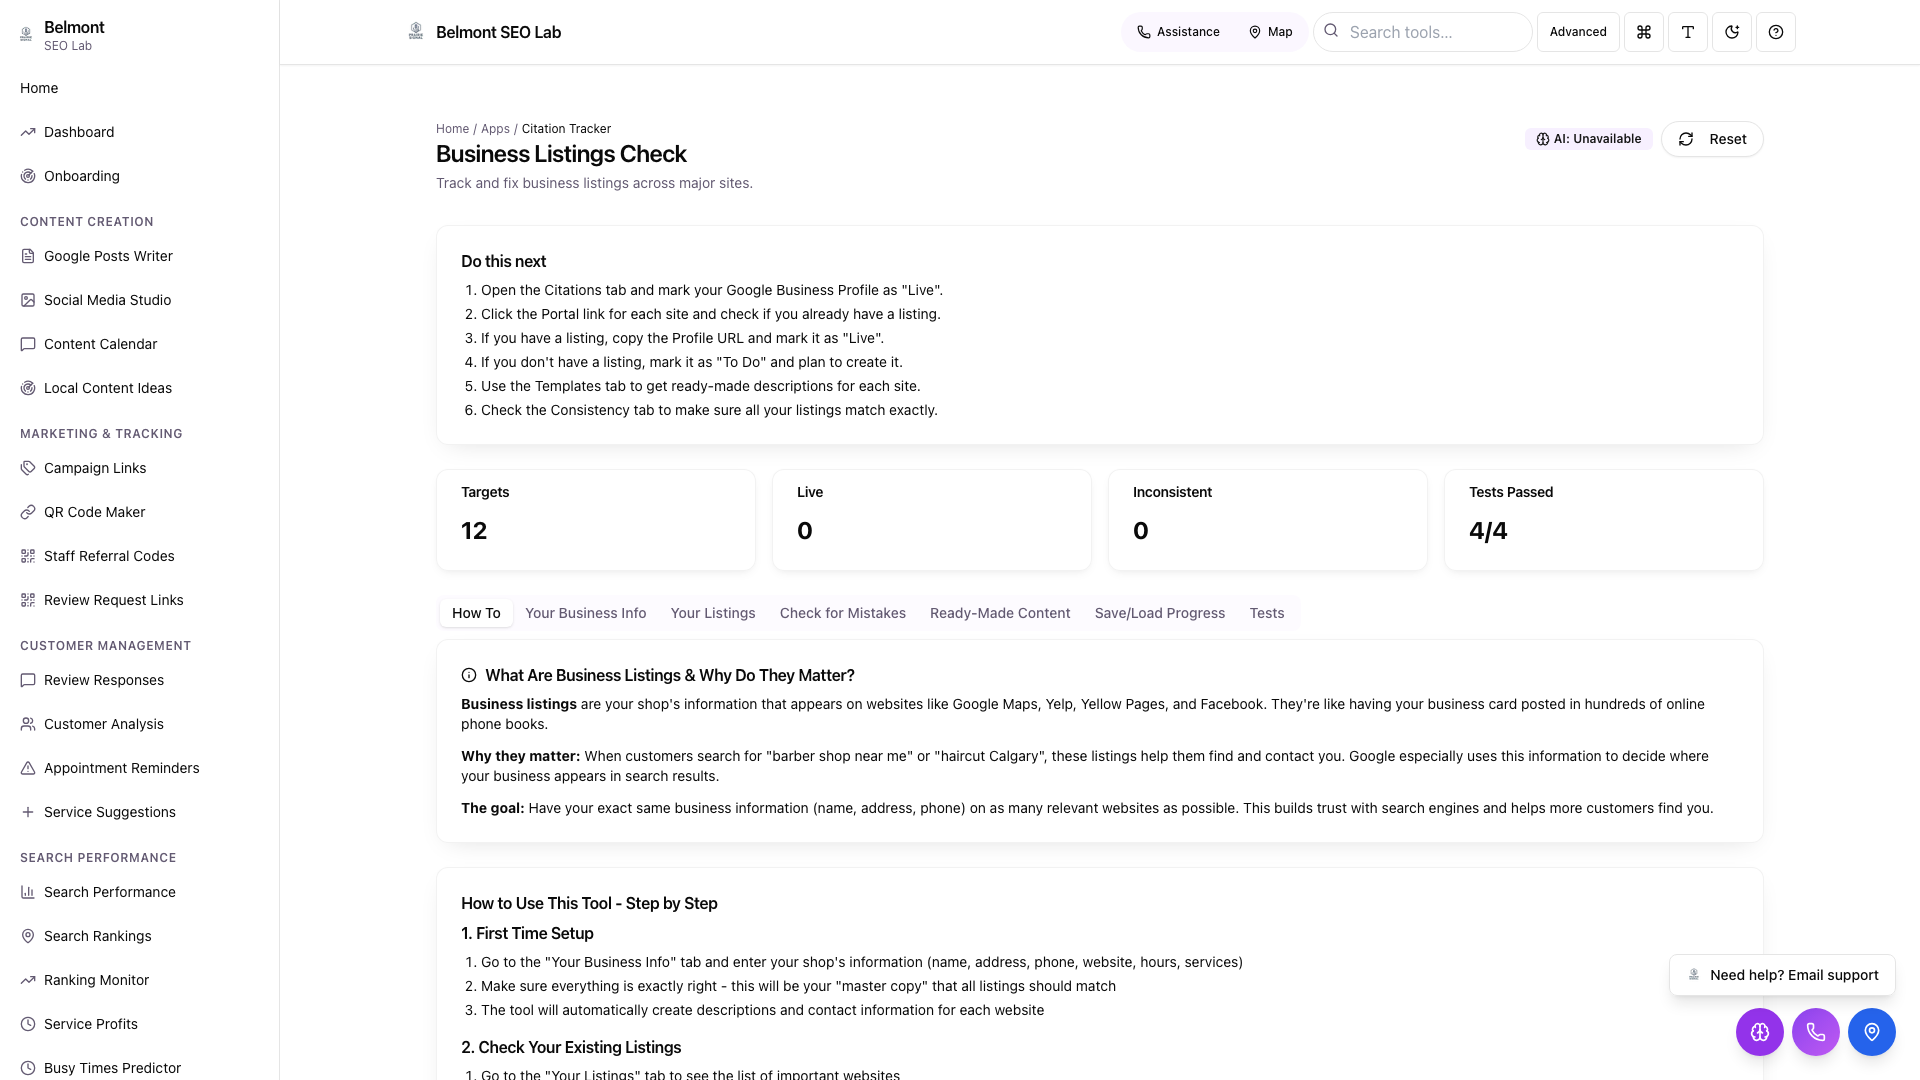 Belmont
SEO Lab
Home
Dashboard
Onboarding
CONTENT CREATION
Google Posts Writer
Social Media Studio
Content Calendar
Local Content Ideas
MARKETING & TRACKING
Campaign Links
QR Code Maker
Staff Referral Codes
Review Request Links
CUSTOMER MANAGEMENT
Review Responses
Customer Analysis
Appointment Reminders
Service Suggestions
SEARCH PERFORMANCE
Search Performance
Search Rankings
Ranking Monitor
Service Profits
Busy Times Predictor
Belmont SEO Lab
Assistance
Map
Search tools...
Advanced
Home / Apps / Citation Tracker
Business Listings Check
Track and fix business listings across major sites.
AI: Unavailable
Reset
Do this next
1. Open the Citations tab and mark your Google Business Profile as "Live".
2. Click the Portal link for each site and check if you already have a listing.
3. If you have a listing, copy the Profile URL and mark it as "Live".
4. If you don't have a listing, mark it as "To Do" and plan to create it.
5. Use the Templates tab to get ready-made descriptions for each site.
6. Check the Consistency tab to make sure all your listings match exactly.
Targets
12
Live
0
Inconsistent
0
Tests Passed
4/4
How To
Your Business Info
Your Listings
Check for Mistakes
Ready-Made Content
Save/Load Progress
Tests
What Are Business Listings & Why Do They Matter?
Business listings are your shop's information that appears on websites like Google Maps, Yelp, Yellow Pages, and Facebook. They're like having your business card posted in hundreds of online
phone books.
Why they matter: When customers search for "barber shop near me" or "haircut Calgary", these listings help them find and contact you. Google especially uses this information to decide where
your business appears in search results.
The goal: Have your exact same business information (name, address, phone) on as many relevant websites as possible. This builds trust with search engines and helps more customers find you.
How to Use This Tool - Step by Step
1. First Time Setup
1. Go to the "Your Business Info" tab and enter your shop's information (name, address, phone, website, hours, services)
2. Make sure everything is exactly right - this will be your "master copy" that all listings should match
3. The tool will automatically create descriptions and contact information for each website
2. Check Your Existing Listings
1. Go to the "Your Listings" tab to see the list of important websites
Need help? Email support